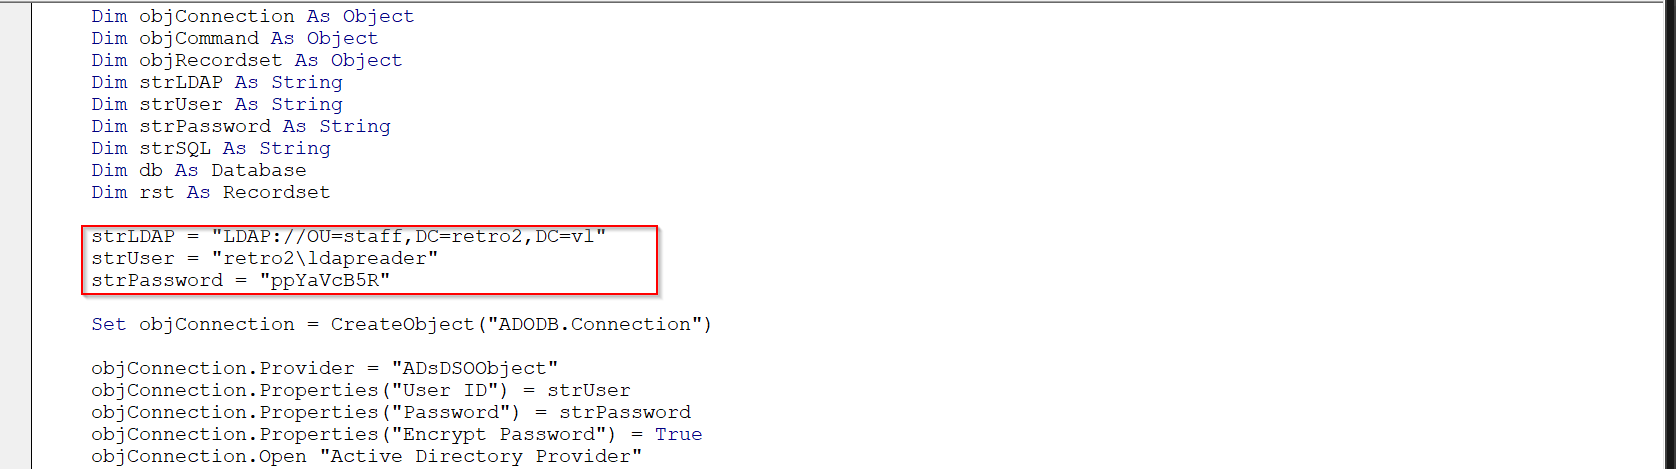 Dim objConnection As Object
Dim objCommand As Object
Dim objRecordset As Object
Dim strLDAP As String
Dim strUser As String
Dim strPassword As String
Dim strSQL As String
Dim db As Database
Dim rst As Recordset
strLDAP = "LDAP://OU=staff,DC=retro2,DC=vl"
strUser = "retro2\ldapreader"
strPassword = "ppYaVcB5R"
Set objConnection = CreateObject("ADODB.Connection")
objConnection.Provider = "ADsDSOObject"
objConnection.Properties("User ID") = strUser
objConnection.Properties("Password") = strPassword
objConnection.Properties("Encrypt Password") = True
objConnection.Open "Active Directory Provider"